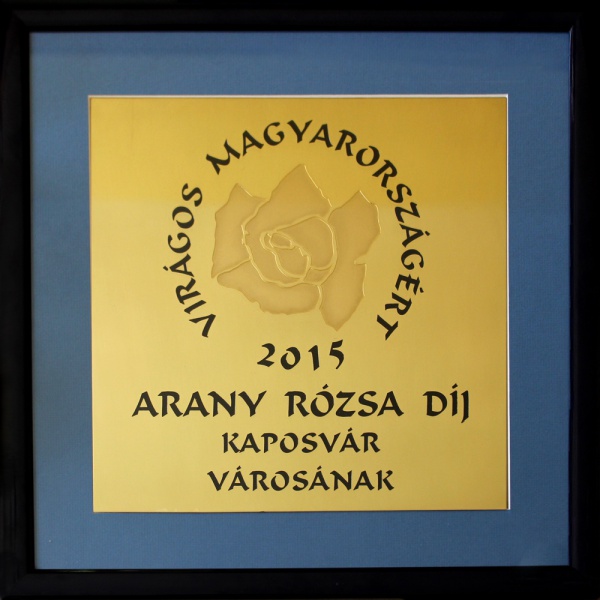 VIRÁGOS MAGYARORSZÁGÉRT
2015
ARANY RÓZSA DÍJ
KAPOSVÁR
VÁROSÁNAK